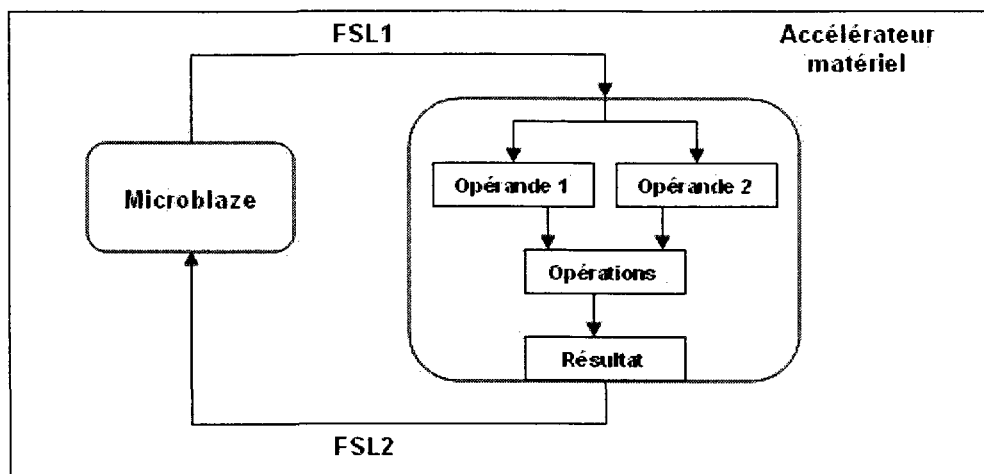 FSL1
Accélérateur
matériel
Microblaze
Opérande 1
Opérande 2
Opérations
Résultat
FSL2